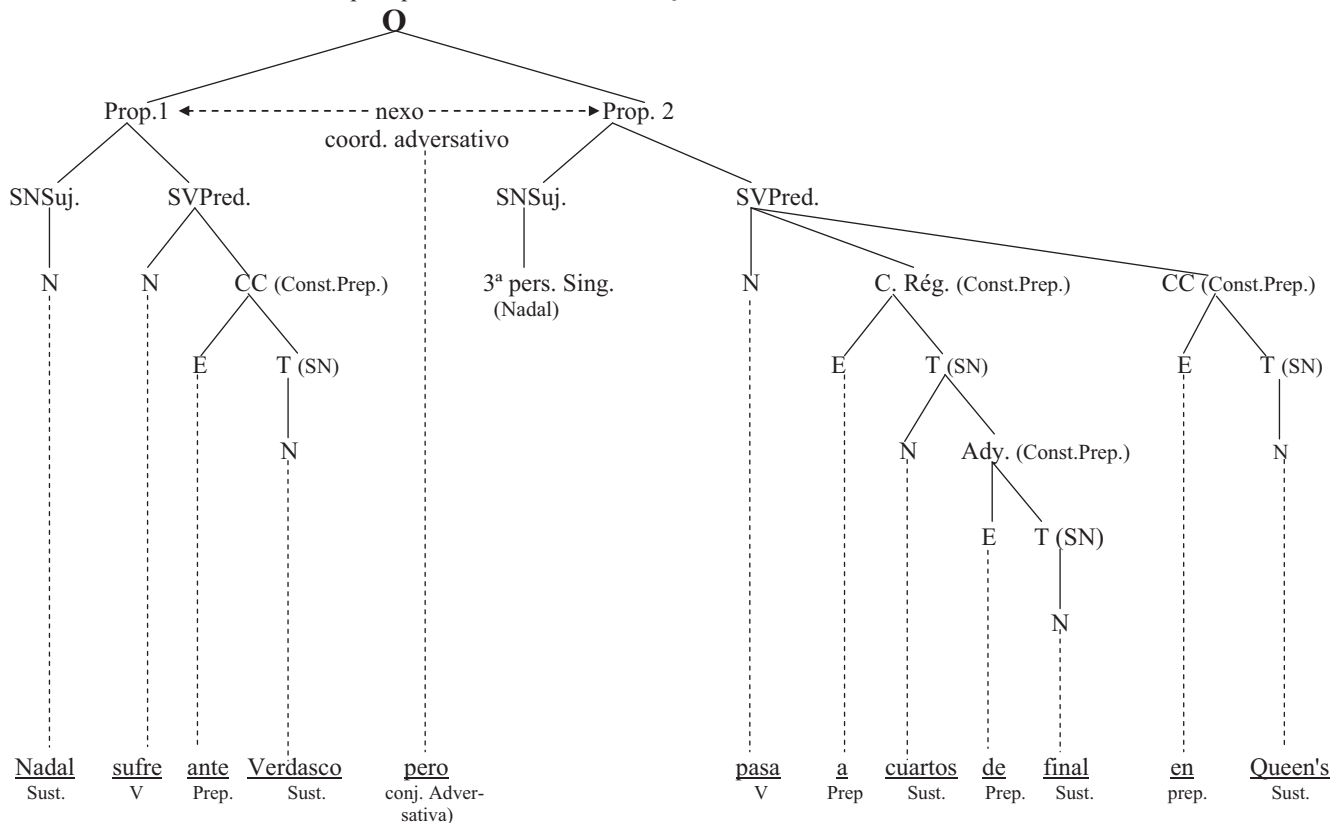 O
Prop.1 nexo Prop. 2
coord. adversativo
SNSuj. SVPred. SNSuj. SVPred.
N N CC (Const.Prep.) 3ª pers. Sing. N C. Rég. (Const.Prep.) CC (Const.Prep.)
(Nadal)
E T (SN) E T (SN) E T (SN)
N N Ady. (Const.Prep.) N
E T (SN)
N
Nadal sufre ante Verdasco pero pasa a cuartos de final en Queen's
Sust. V Prep. Sust. conj. Adver- V Prep Sust. Prep. Sust. prep. Sust.
sativa)